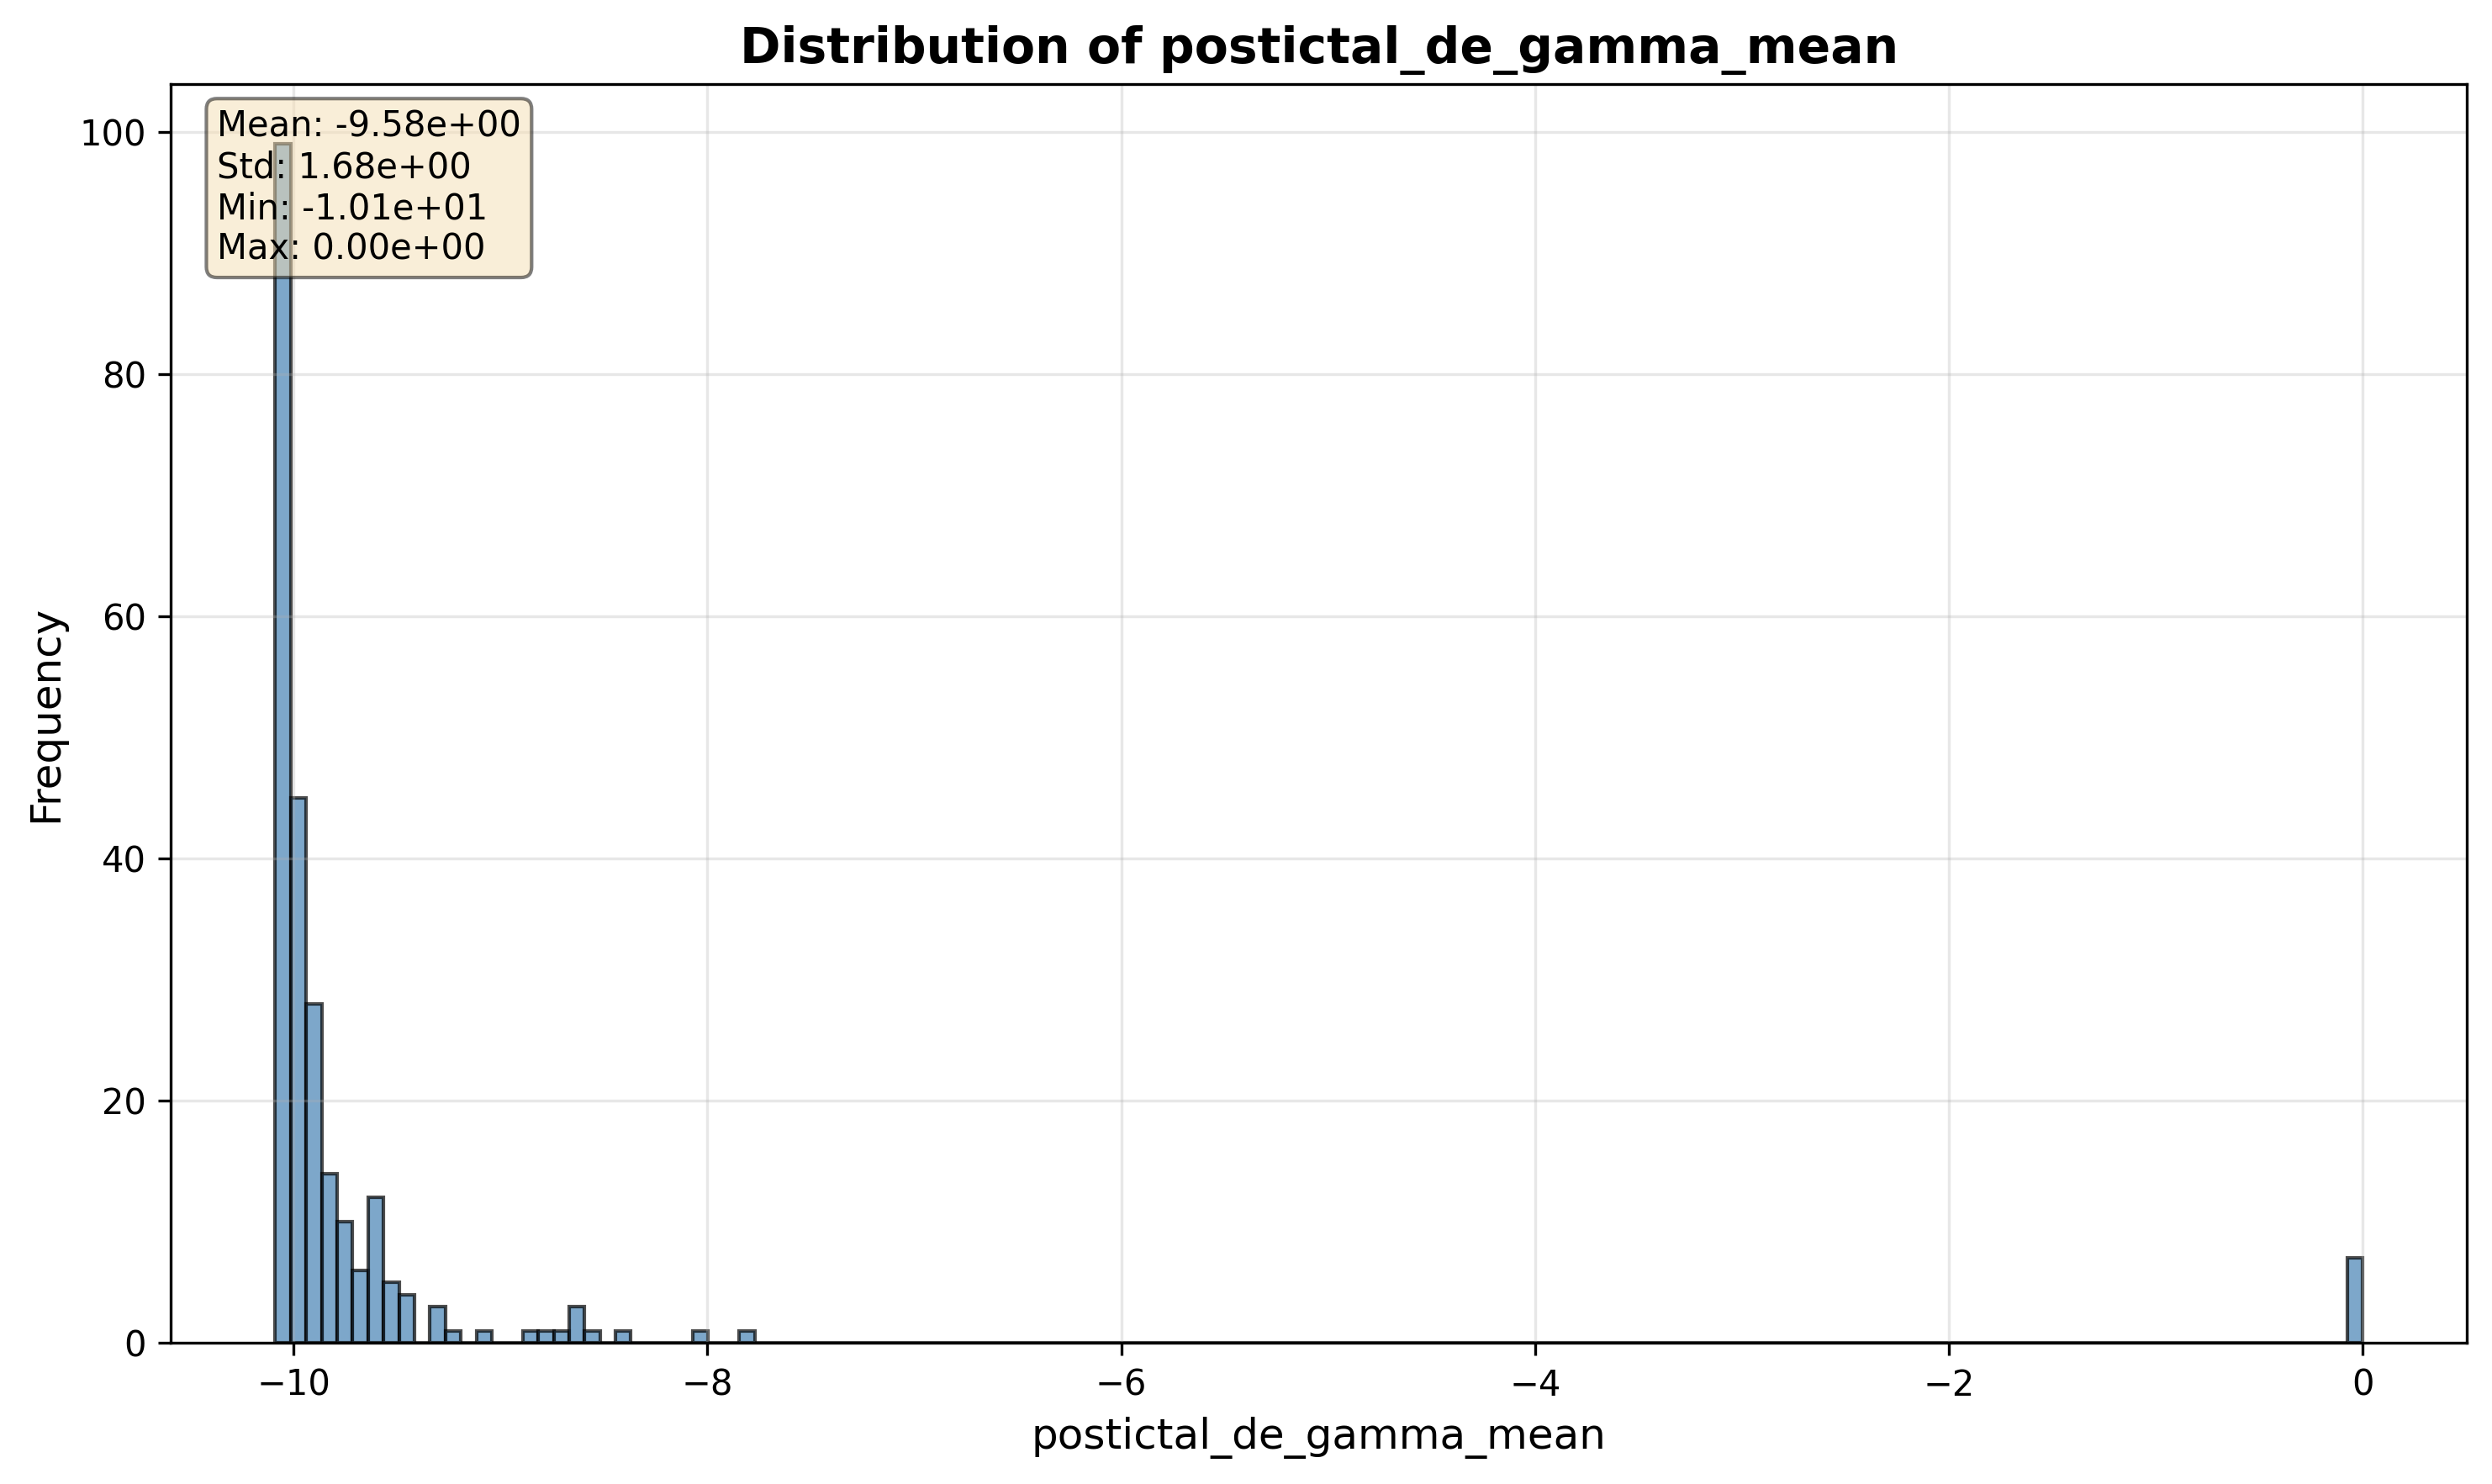 Distribution of postictal_de_gamma_mean
Mean: -9.58e+00
Std: 1.68e+00
Min: -1.01e+01
Max: 0.00e+00
100
80
60
40
20
0
Frequency
−10
−8
−6
−4
−2
0
postictal_de_gamma_mean